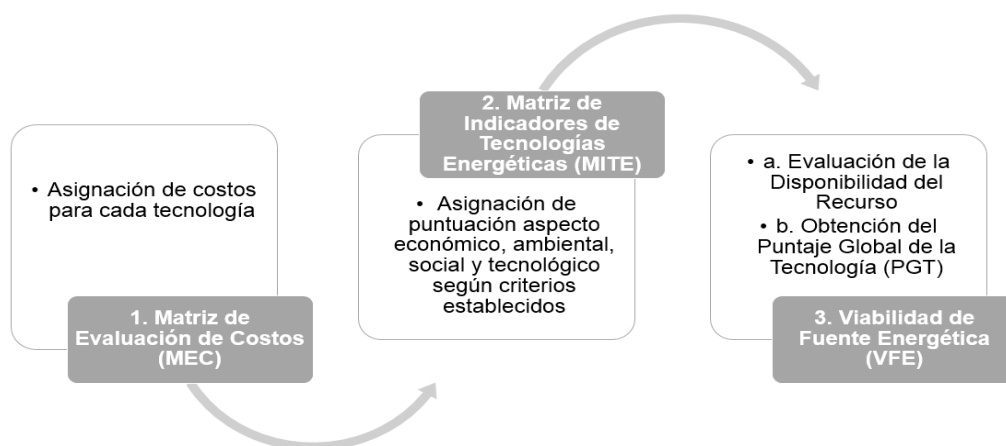 • Asignación de costos
para cada tecnología
1. Matriz de
Evaluación de Costos
(MEC)
2. Matriz de
Indicadores de
Tecnologías
Energéticas (MITE)
• Asignación de
puntuación aspecto
económico, ambiental,
social y tecnológico
según criterios
establecidos
• a. Evaluación de la
Disponibilidad del
Recurso
• b. Obtención del
Puntaje Global de la
Tecnología (PGT)
3. Viabilidad de
Fuente Energética
(VFE)